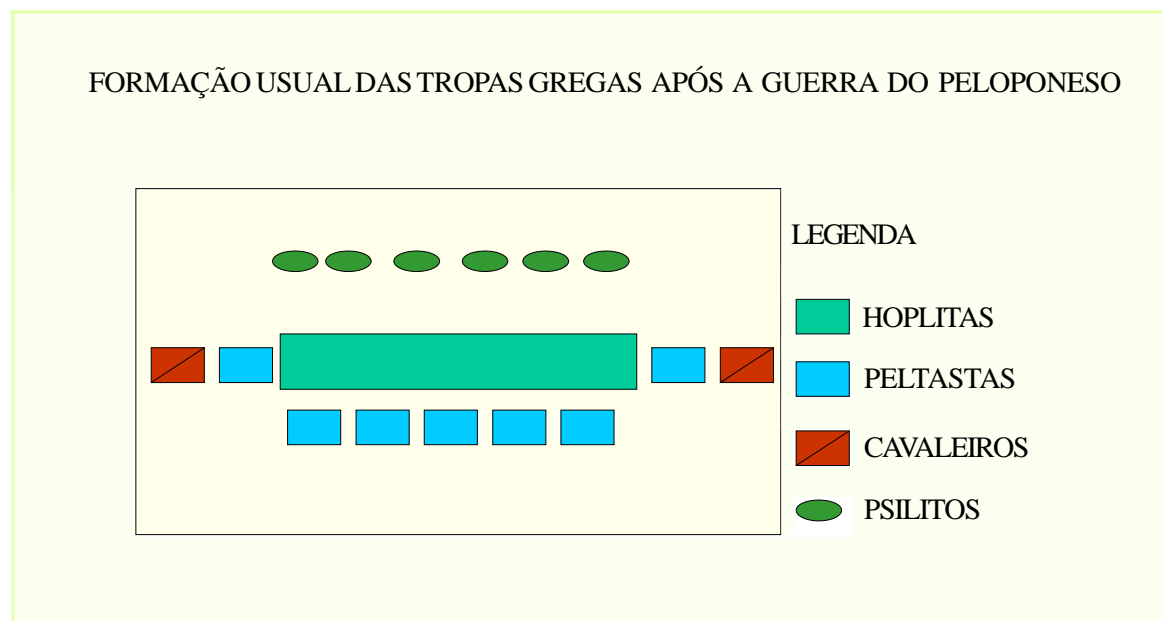 FORMAÇÃO USUAL DAS TROPAS GREGAS APÓS A GUERRA DO PELOPONESO
LEGENDA
HOPLITAS
PELTASTAS
CAVALEIROS
PSILITOS